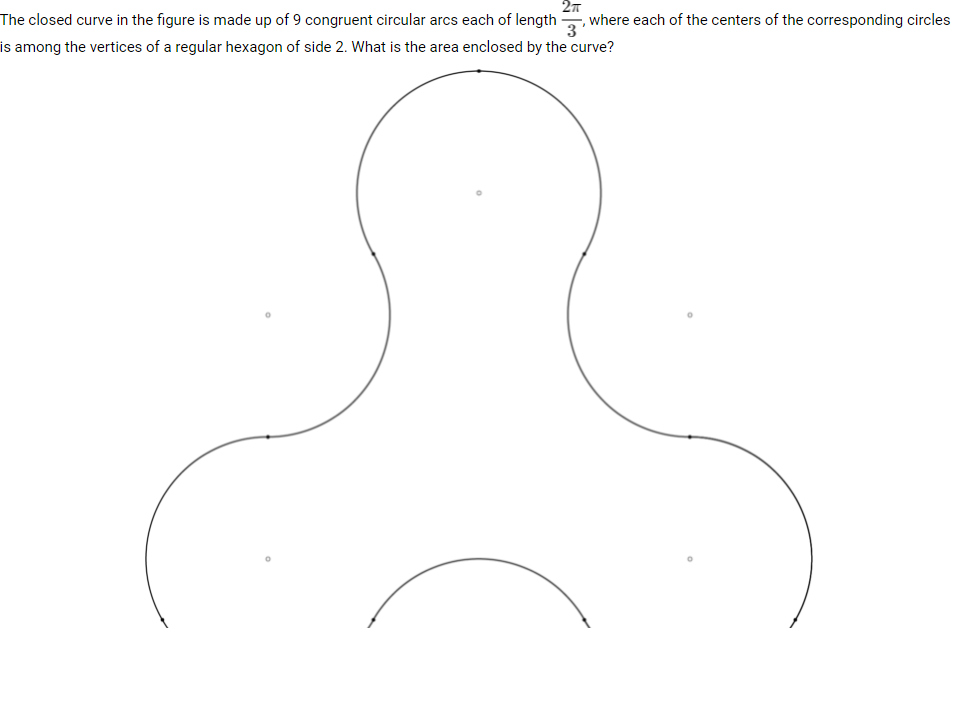 The closed curve in the figure is made up of 9 congruent circular arcs each of length \frac{2π}{3}, where each of the centers of the corresponding circles
is among the vertices of a regular hexagon of side 2. What is the area enclosed by the curve?